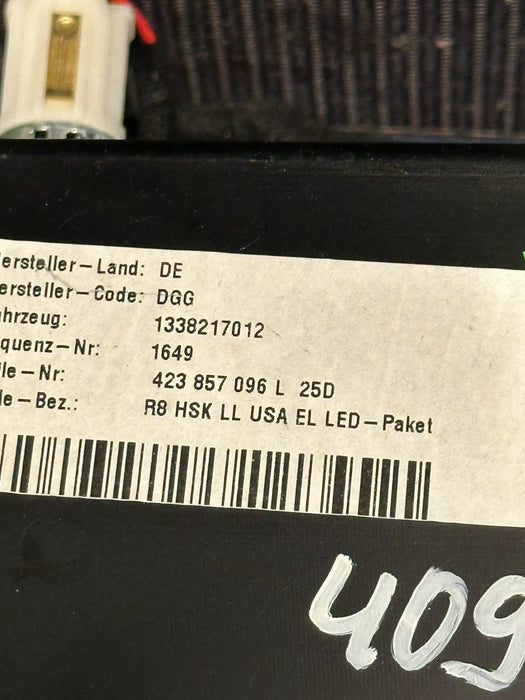 ersteller-Land: DE
ersteller-Code: DGG
hrzeug: 1338217012
quenz-Nr: 1649
ile-Nr: 423 857 096 L 25D
le-Bez.: R8 HSK LL USA EL LED-Paket
409